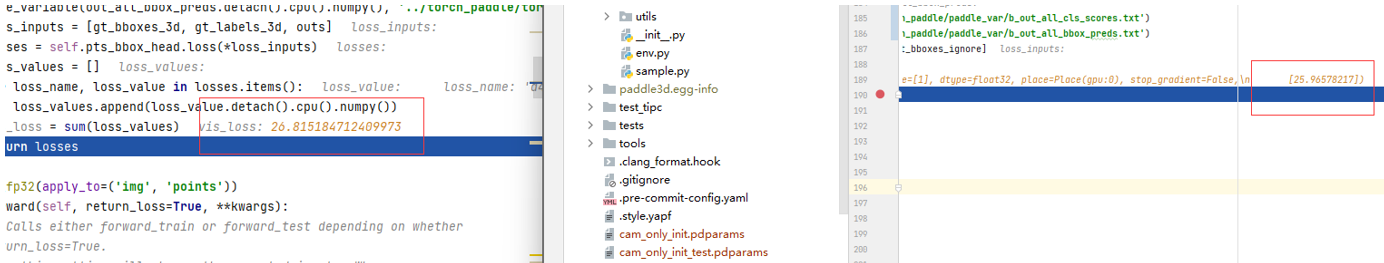 e_variable(out_all_bbox_preds.detach().cpu().numpy(), '../torch_paddle/tor
s_inputs = [gt_bboxes_3d, gt_labels_3d, outs] loss_inputs:
ses = self.pts_bbox_head.loss(*loss_inputs) losses:
s_values = [] loss_values:
loss_name, loss_value in losses.items(): loss_value: loss_name: 'd4
loss_values.append(loss_value.detach().cpu().numpy())
_loss = sum(loss_values) vis_loss: 26.815184712409973
urn losses
fp32(apply_to=('img', 'points'))
ward(self, return_loss=True, **kwargs):
Calls either forward_train or forward_test depending on whether
urn_loss=True.
utils
__init__.py
env.py
sample.py
paddle3d.egg-info
test_tipc
tests
tools
.clang_format.hook
.gitignore
.pre-commit-config.yaml
.style.yapf
cam_only_init.pdparams
cam_only_init_test.pdparams
185 h_paddle/paddle_var/b_out_all_cls_scores.txt')
186 h_paddle/paddle_var/b_out_all_bbox_preds.txt')
187 t_bboxes_ignore] loss_inputs:
188
189 e=[1], dtype=float32, place=Place(gpu:0), stop_gradient=False,\n [25.96578217])
190
191
192
193
194
195
196
197
198
199
200